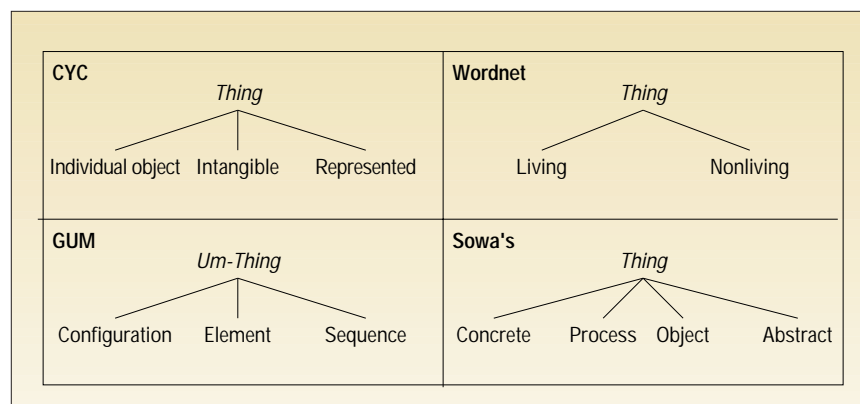 CYC
Thing
Individual object Intangible Represented
Wordnet
Thing
Living Nonliving
GUM
Um-Thing
Configuration Element Sequence
Sowa's
Thing
Concrete Process Object Abstract